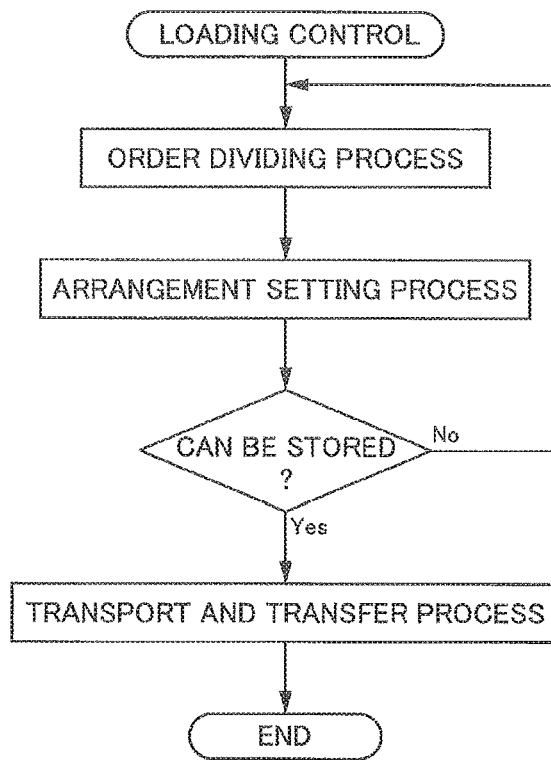 LOADING CONTROL
ORDER DIVIDING PROCESS
ARRANGEMENT SETTING PROCESS
CAN BE STORED
?
No
Yes
TRANSPORT AND TRANSFER PROCESS
END